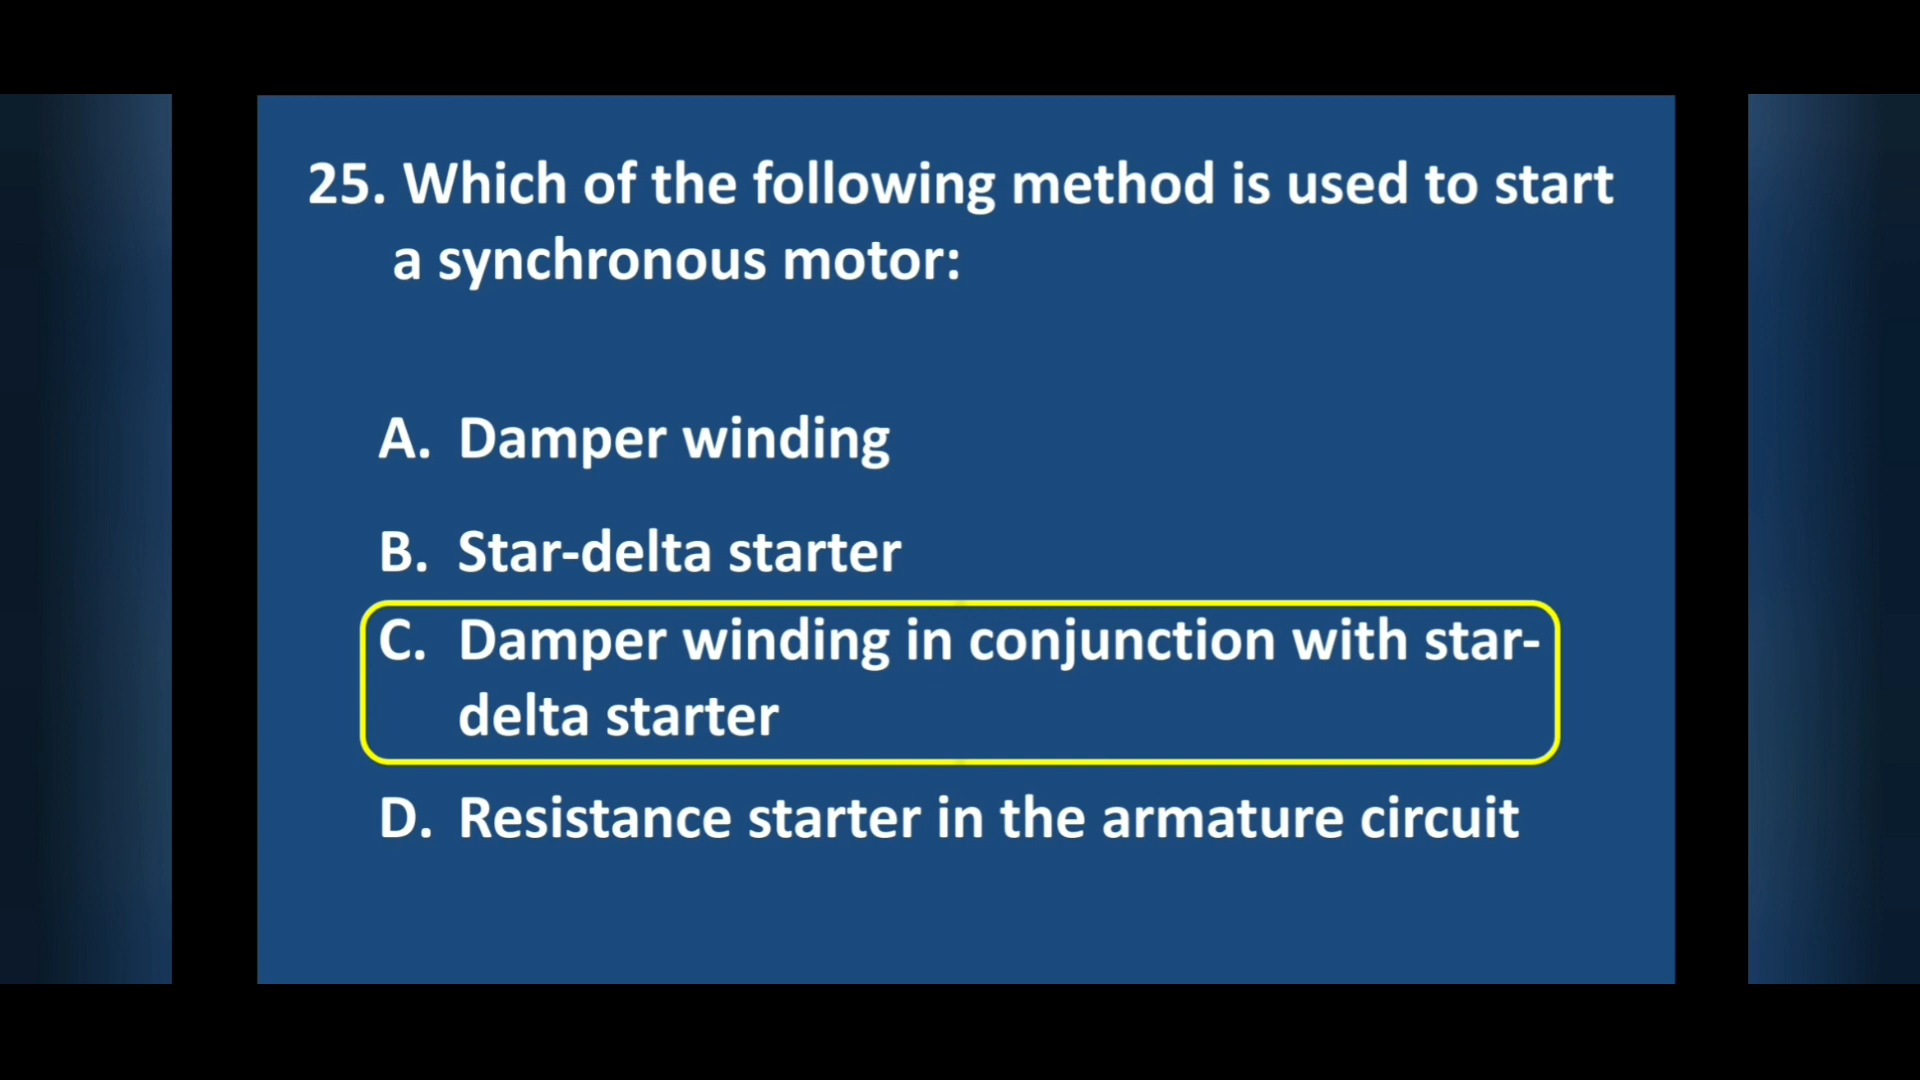 25. Which of the following method is used to start
a synchronous motor:
A. Damper winding
B. Star-delta starter
C. Damper winding in conjunction with star-
delta starter
D. Resistance starter in the armature circuit